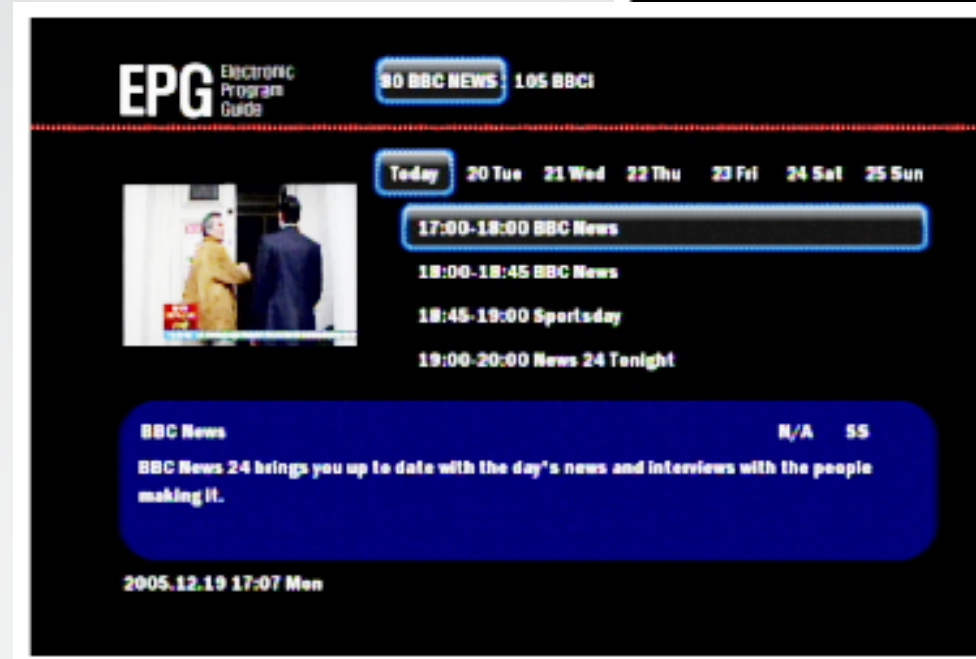 EPG Electronic
Program
Guide
80 BBC NEWS 105 BBCi
Today 20 Tue 21 Wed 22 Thu 23 Fri 24 Sat 25 Sun
17:00-18:00 BBC News
18:00-18:45 BBC News
18:45-19:00 Sportsday
19:00-20:00 News 24 Tonight
BBC News N/A SS
BBC News 24 brings you up to date with the day's news and interviews with the people
making it.
2005.12.19 17:07 Mon